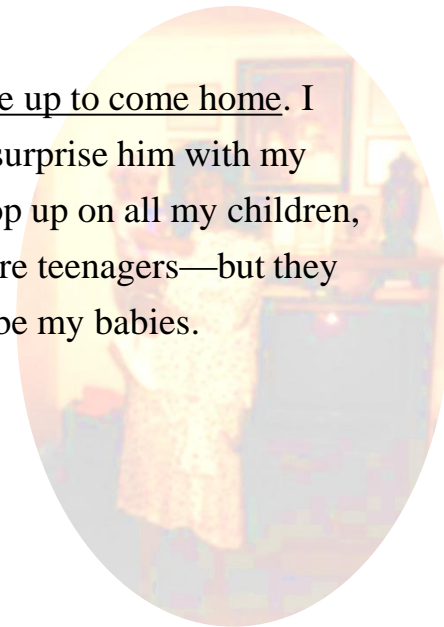 e up to come home. I
surprise him with my
op up on all my children,
re teenagers—but they
be my babies.